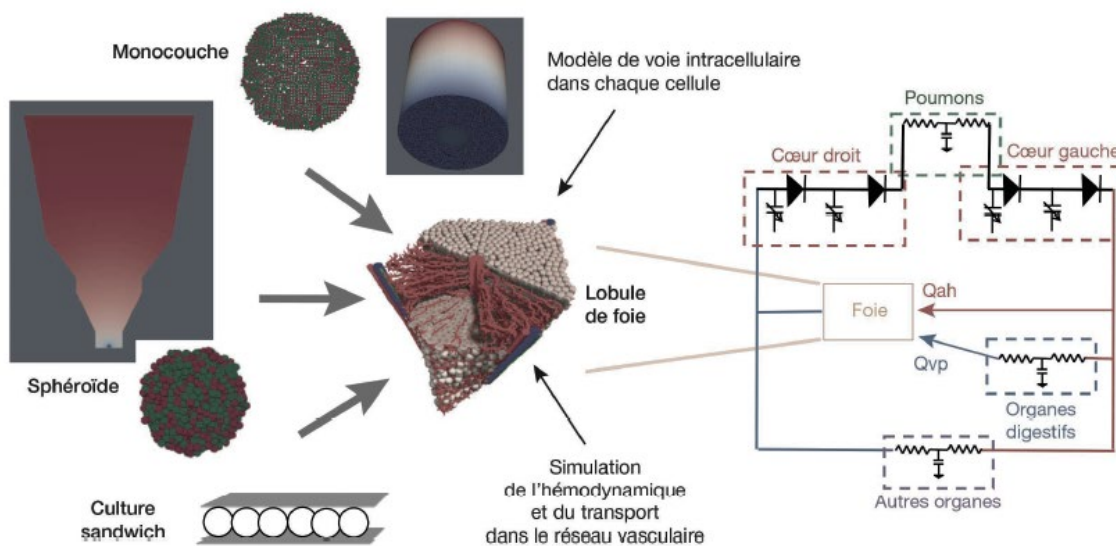 Monocouche
Modèle de voie intracellulaire
dans chaque cellule
Poumons
Cœur droit
Cœur gauche
Lobule
de foie
Foie
Qah
Qvp
Sphéroïde
Organes
digestifs
Simulation
de l'hémodynamique
et du transport
dans le réseau vasculaire
Culture
sandwich
Autres organes